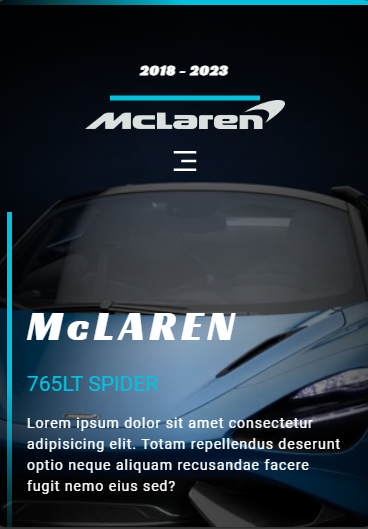 2018 - 2023
McLaren
McLAREN
765LT SPIDER
Lorem ipsum dolor sit amet consectetur
adipisicing elit. Totam repellendus deserunt
optio neque aliquam recusandae facere
fugit nemo eius sed?